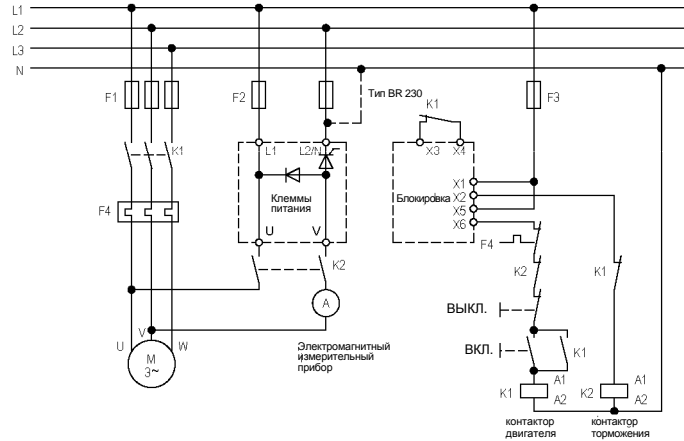 L1
L2
L3
N
F1
F2
Тип BR 230
F3
K1
K1
L1
L2/N
X3
X4
Клеммы
питания
Блокировка
X1
X2
X5
X6
F4
U
V
F4
K2
K2
K1
A
ВЫКЛ.
V
U
W
M
3~
Электромагнитный
измерительный
прибор
ВКЛ.
K1
K1
A1
A2
K2
A1
A2
контактор
двигателя
контактор
торможения